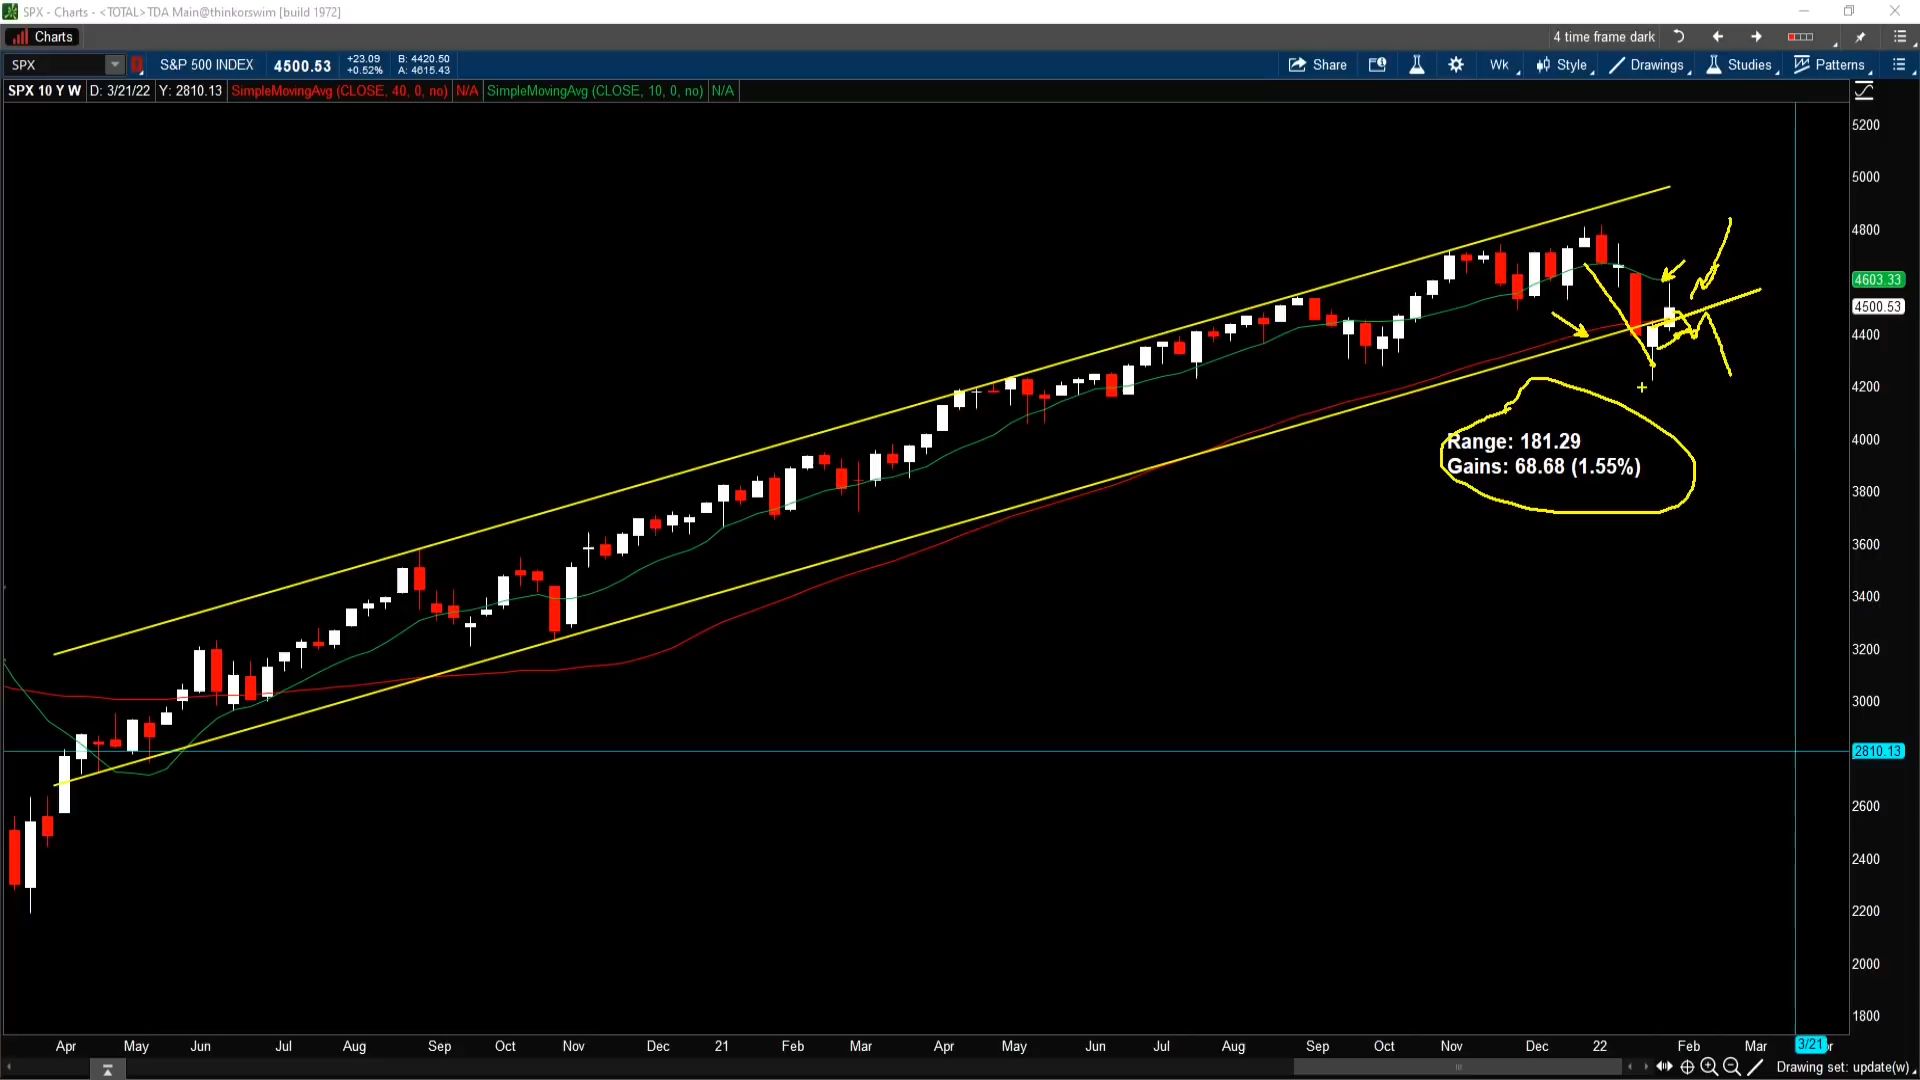 SPX - Charts - <TOTAL> TDA Main@thinkorswim [build 1972]
Charts
4 time frame dark
SPX
S&P 500 INDEX
4500.53
+23.09
+0.52%
B: 4420.50
A: 4615.43
Share
Wk
Style
Drawings
Studies
Patterns
SPX 10 Y W
D: 3/21/22
Y: 2810.13
SimpleMovingAvg (CLOSE, 40, 0, no)
N/A
SimpleMovingAvg (CLOSE, 10, 0, no)
N/A
5200
5000
4800
4603.33
4500.53
4400
4200
4000
3800
3600
3400
3200
3000
2810.13
2600
2400
2200
2000
1800
Range: 181.29
Gains: 68.68 (1.55%)
Apr May Jun Jul Aug Sep Oct Nov Dec 21 Feb Mar Apr May Jun Jul Aug Sep Oct Nov Dec 22 Feb Mar 3/21
Drawing set: update(w)